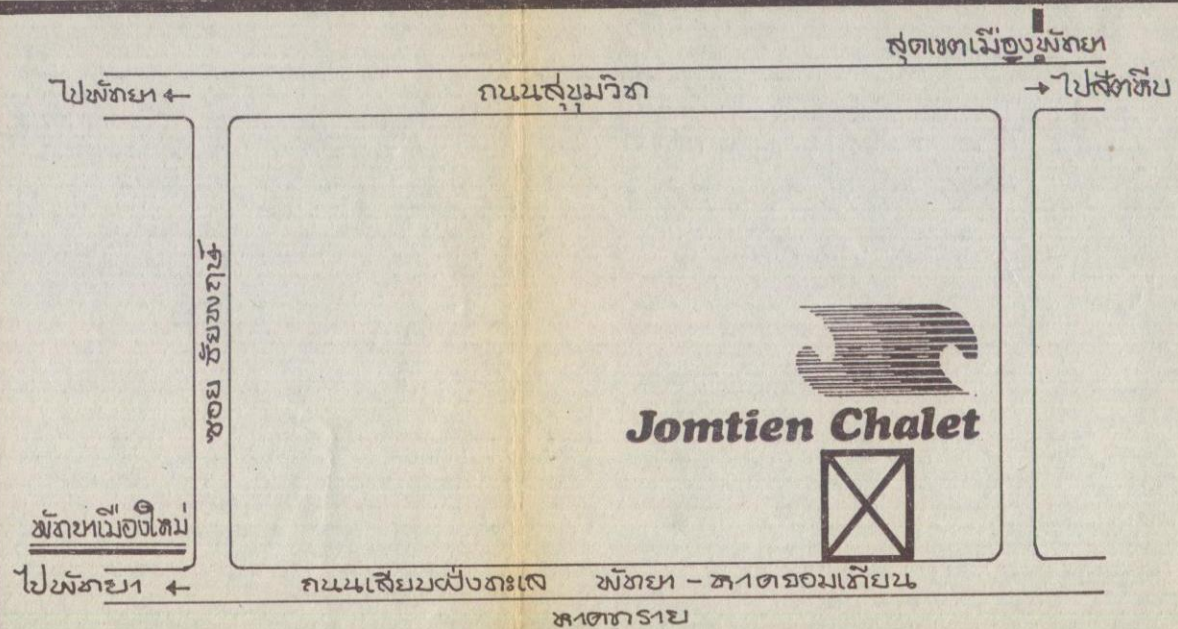 สุดเขตเมืองพัทยา
ไปพัทยา ← ถนนสุขุมวิท → ไปสัตหีบ
ซอย ชัยพฤกษ์
Jomtien Chalet
พัทยาเมืองใหม่
ไปพัทยา ← ถนนเลียบฝั่งทะเล พัทยา - หาดจอมเทียน
หาดทราย